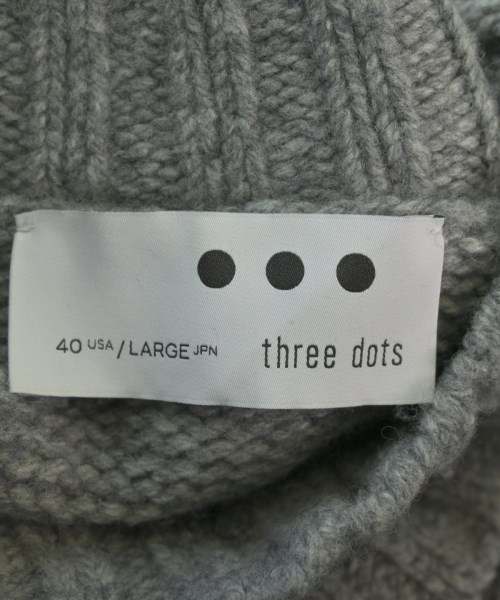 40 USA / LARGE JPN three dots